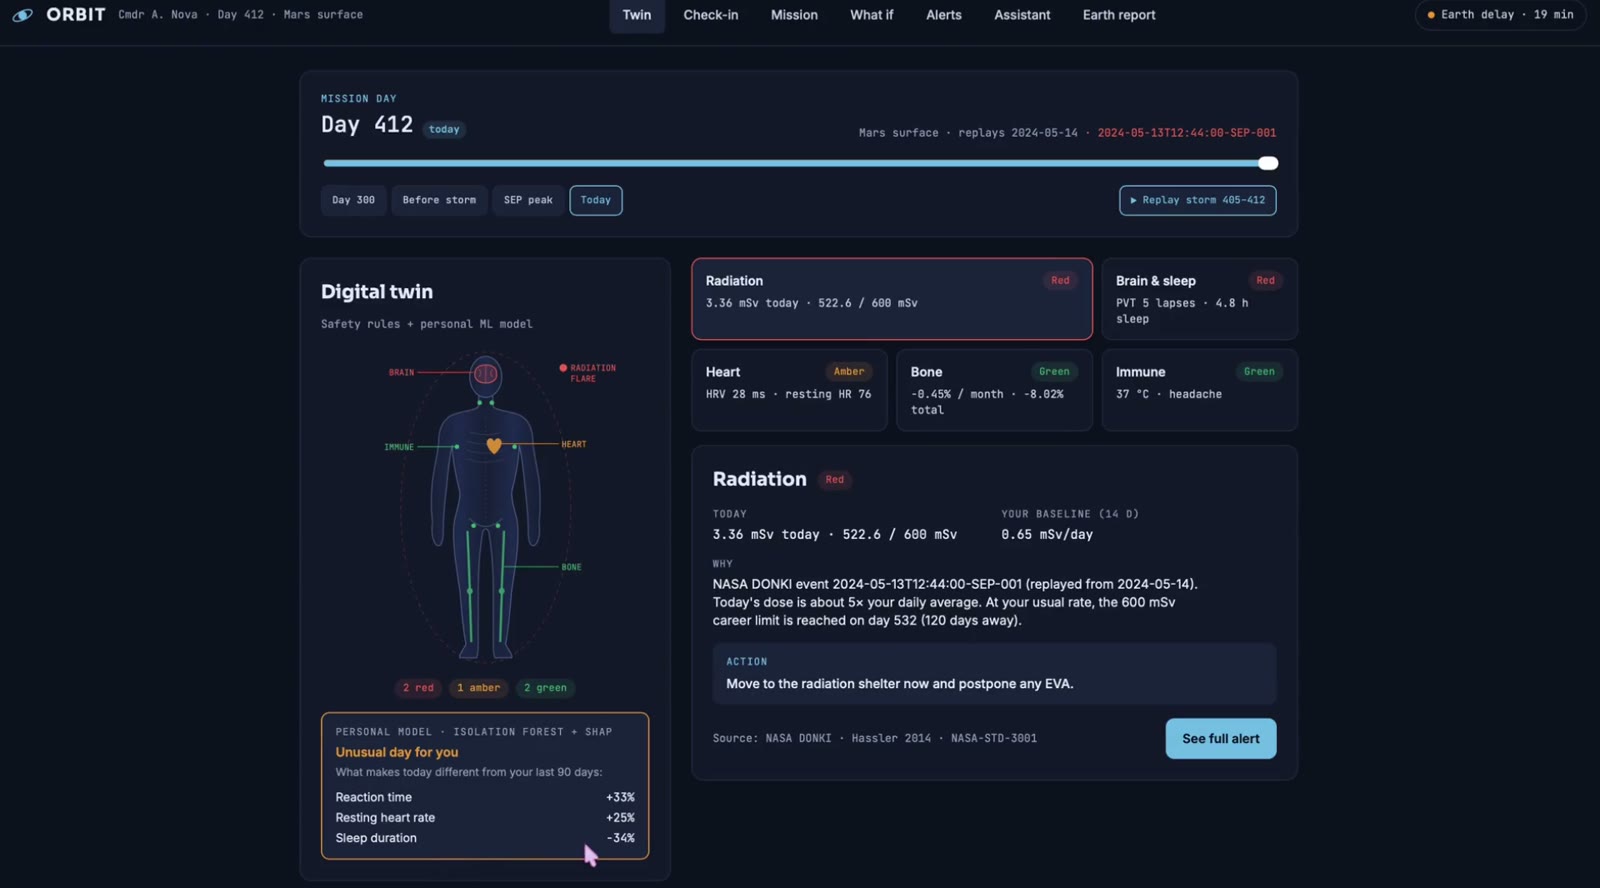 ORBIT
Cmdr A. Nova · Day 412 · Mars surface
Twin
Check-in
Mission
What if
Alerts
Assistant
Earth report
Earth delay · 19 min
MISSION DAY
Day 412
today
Mars surface · replays 2024-05-14 · 2024-05-13T12:44:00-SEP-001
Day 300
Before storm
SEP peak
Today
▶ Replay storm 405-412
Digital twin
Safety rules + personal ML model
BRAIN
RADIATION
FLARE
IMMUNE
HEART
BONE
2 red
1 amber
2 green
PERSONAL MODEL · ISOLATION FOREST + SHAP
Unusual day for you
What makes today different from your last 90 days:
Reaction time +33%
Resting heart rate +25%
Sleep duration -34%
Radiation
Red
3.36 mSv today · 522.6 / 600 mSv
Brain & sleep
Red
PVT 5 lapses · 4.8 h
sleep
Heart
Amber
HRV 28 ms · resting HR 76
Bone
Green
-0.45% / month · -8.02%
total
Immune
Green
37 °C · headache
Radiation
Red
TODAY
3.36 mSv today · 522.6 / 600 mSv
YOUR BASELINE (14 D)
0.65 mSv/day
WHY
NASA DONKI event 2024-05-13T12:44:00-SEP-001 (replayed from 2024-05-14).
Today's dose is about 5× your daily average. At your usual rate, the 600 mSv
career limit is reached on day 532 (120 days away).
ACTION
Move to the radiation shelter now and postpone any EVA.
Source: NASA DONKI · Hassler 2014 · NASA-STD-3001
See full alert